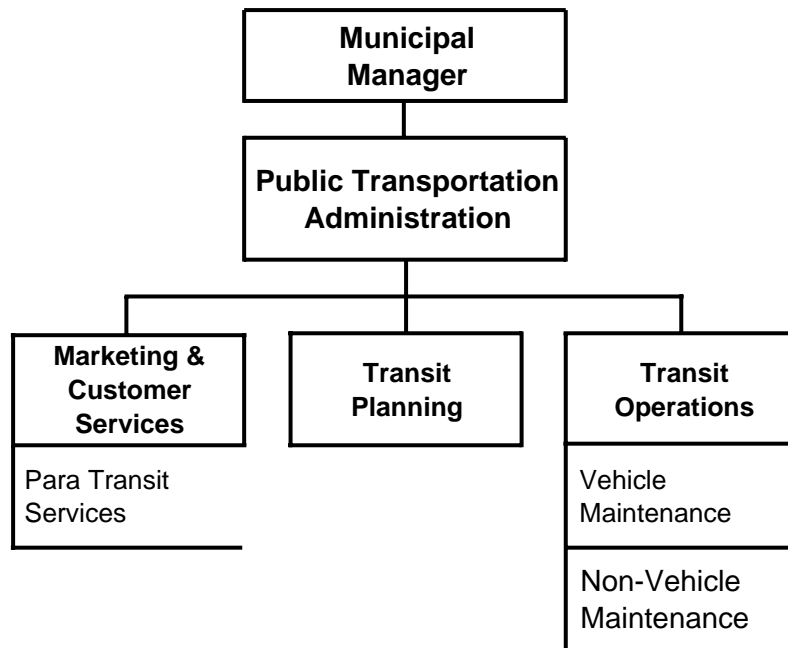 Municipal
Manager
Public Transportation
Administration
Marketing &
Customer
Services
Transit
Planning
Transit
Operations
Para Transit
Services
Vehicle
Maintenance
Non-Vehicle
Maintenance